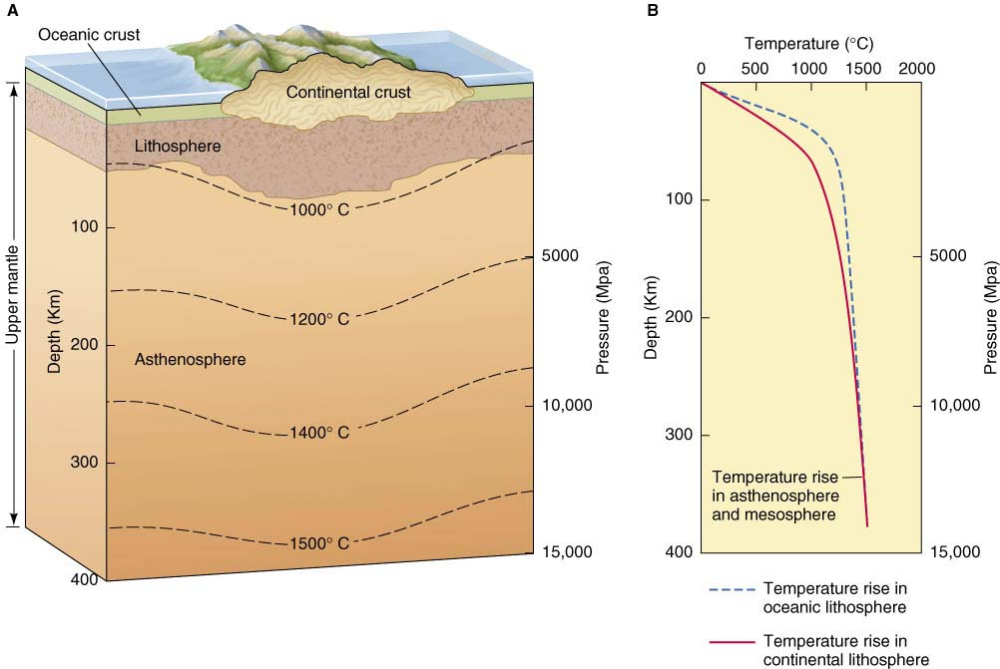 A
Oceanic crust
Continental crust
Lithosphere
1000° C
100
5000
Upper mantle
Depth (Km)
Pressure (Mpa)
1200° C
200
Asthenosphere
10,000
1400° C
300
1500° C
15,000
400
B
Temperature (°C)
0 500 1000 1500 2000
100
5000
Depth (Km)
Pressure (Mpa)
200
10,000
300
Temperature rise
in asthenosphere
and mesosphere
400
15,000
Temperature rise in
oceanic lithosphere
Temperature rise in
continental lithosphere